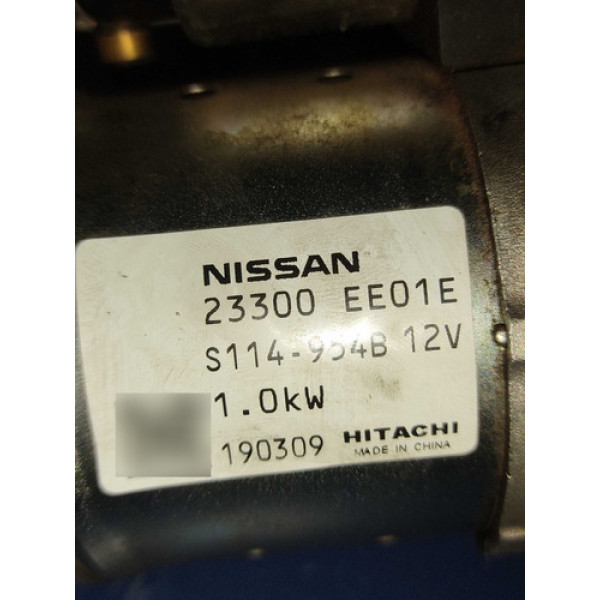 NISSAN
23300 EE01E
S114-954B 12V
1.0kW
190309 HITACHI
MADE IN CHINA